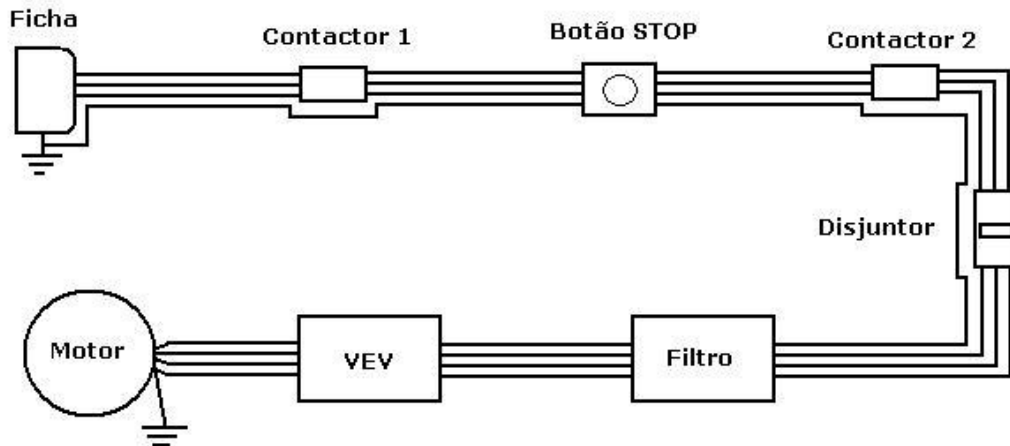 Ficha
Contactor 1
Botão STOP
Contactor 2
Disjuntor
Motor
VEV
Filtro